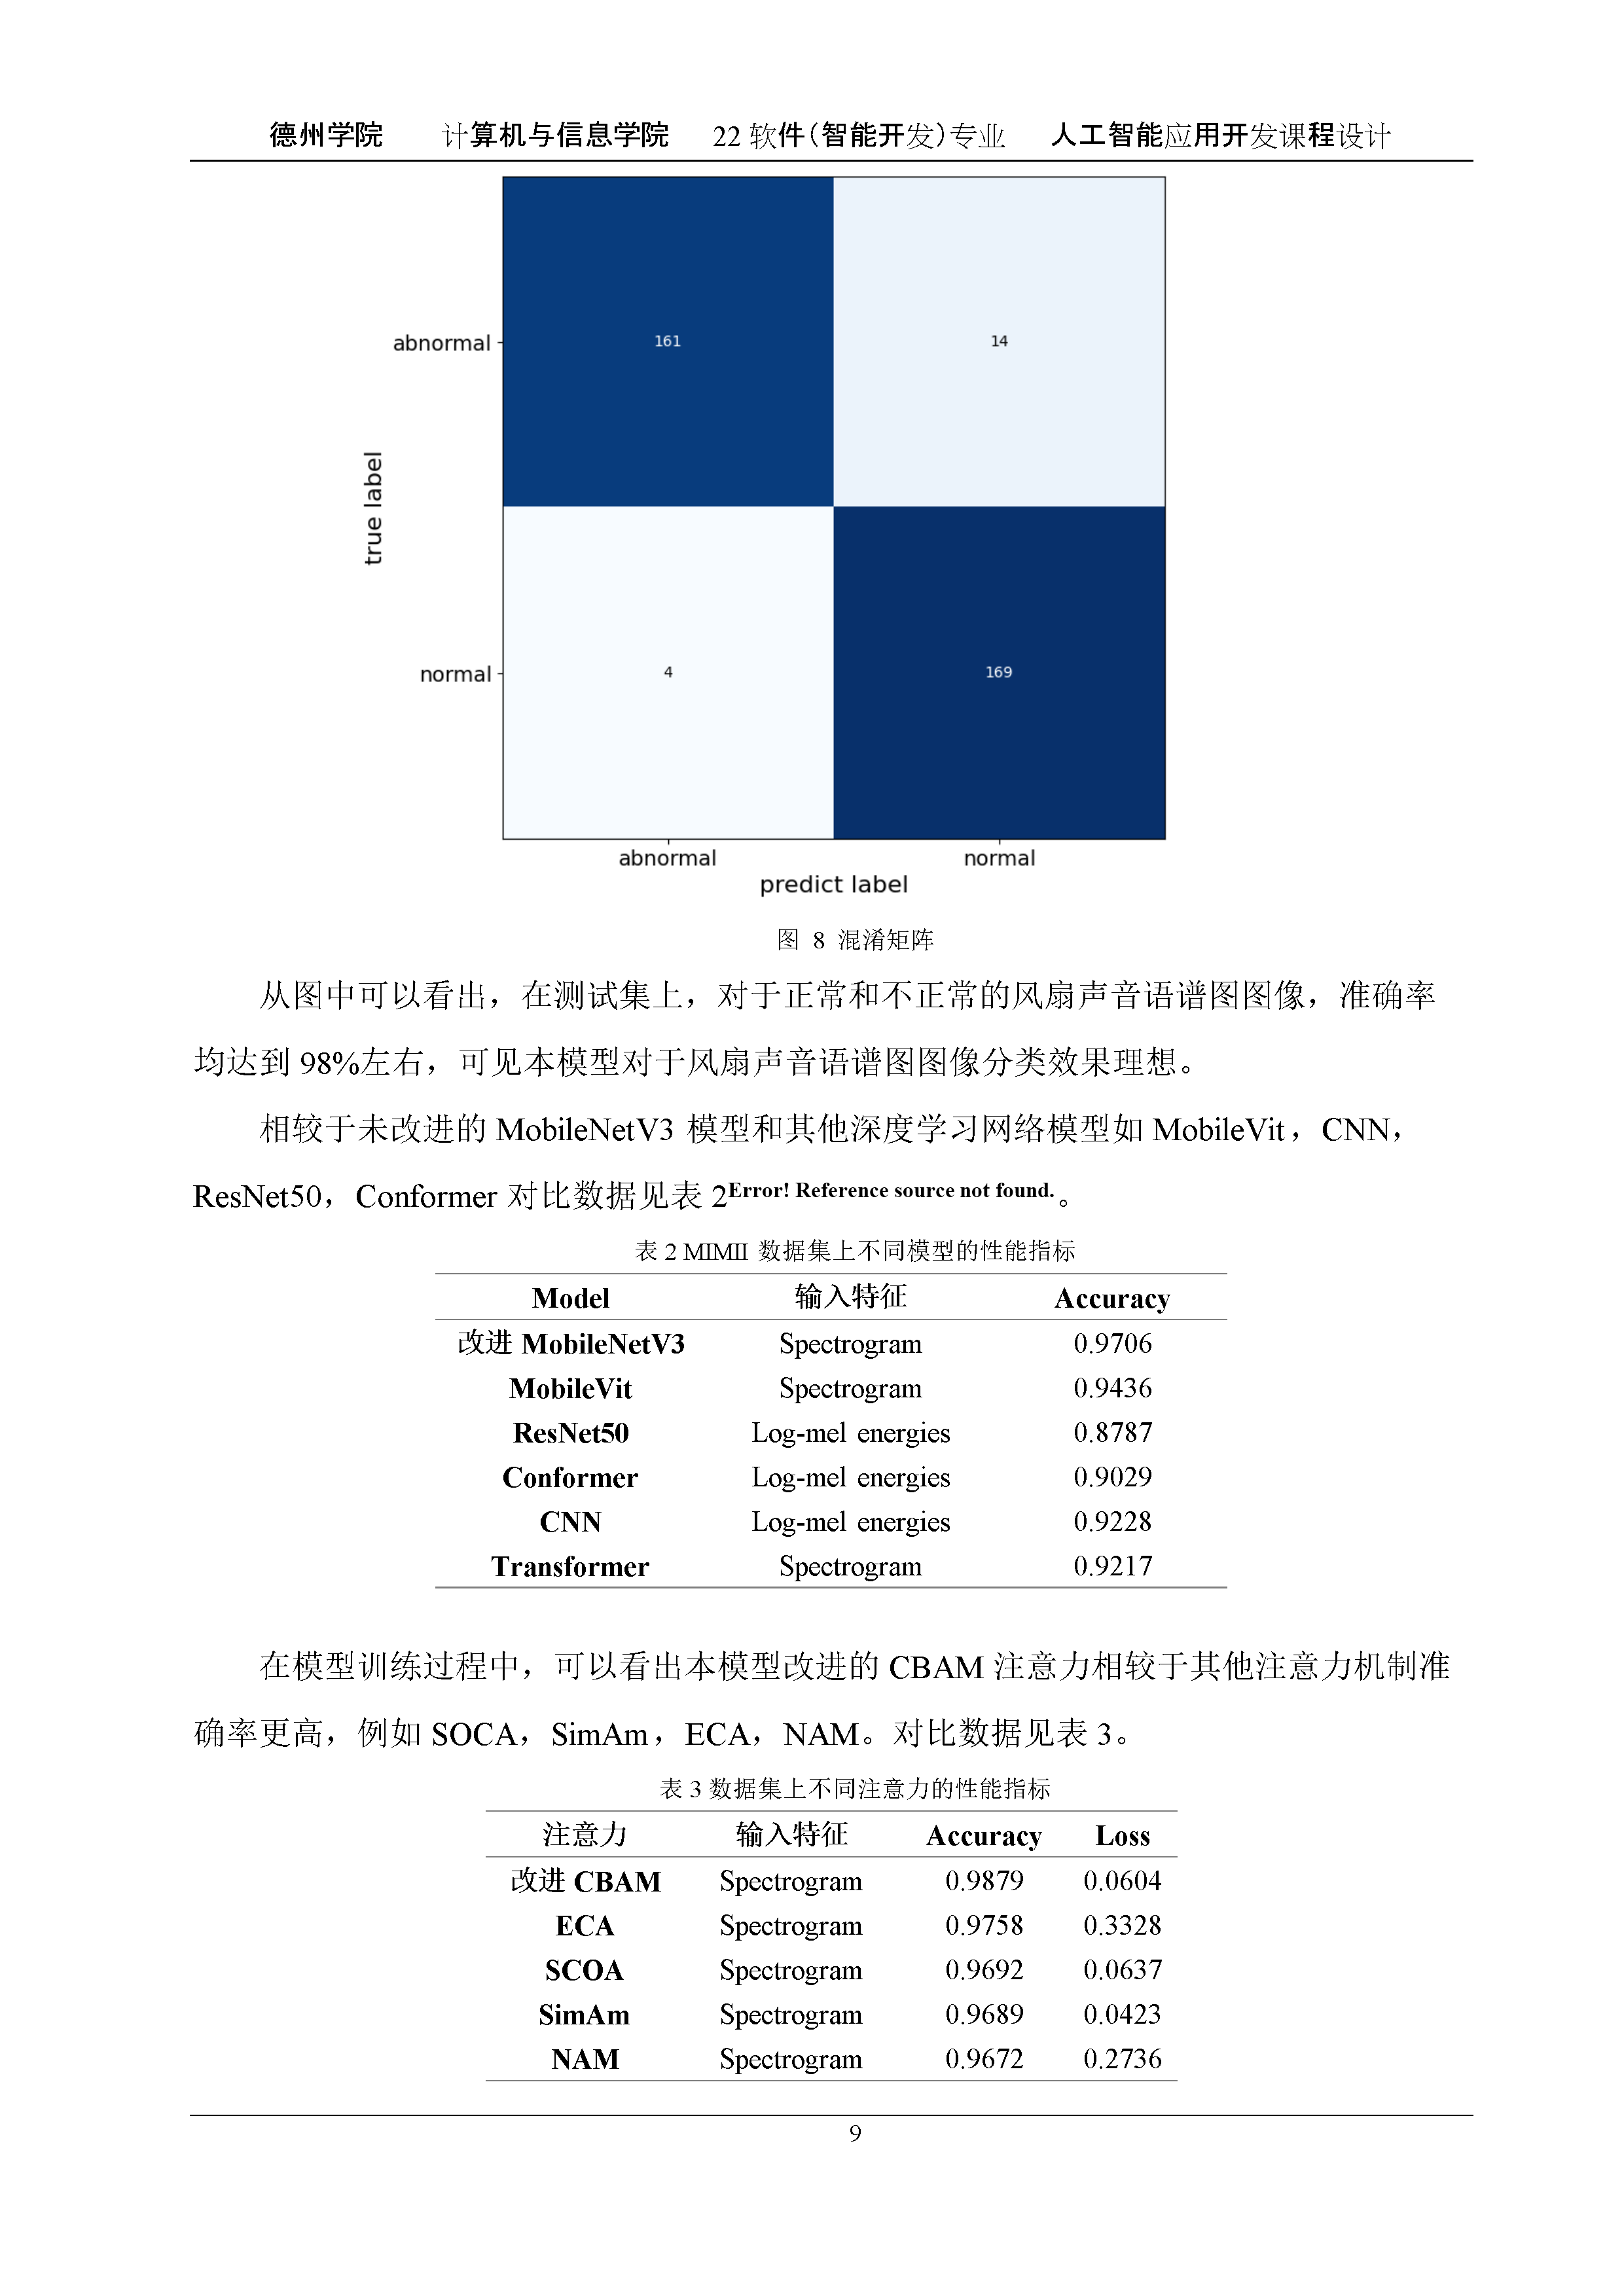 德州学院 计算机与信息学院 22 软件（智能开发）专业 人工智能应用开发课程设计
161 14
abnormal
true label
normal
4 169
abnormal normal
predict label
图 8 混淆矩阵
从图中可以看出，在测试集上，对于正常和不正常的风扇声音语谱图图像，准确率
均达到 98%左右，可见本模型对于风扇声音语谱图图像分类效果理想。
相较于未改进的 MobileNetV3 模型和其他深度学习网络模型如 MobileVit，CNN，
ResNet50，Conformer 对比数据见表 2Error! Reference source not found.。
表 2 MIMII 数据集上不同模型的性能指标
Model 输入特征 Accuracy
改进 MobileNetV3 Spectrogram 0.9706
MobileVit Spectrogram 0.9436
ResNet50 Log-mel energies 0.8787
Conformer Log-mel energies 0.9029
CNN Log-mel energies 0.9228
Transformer Spectrogram 0.9217
在模型训练过程中，可以看出本模型改进的 CBAM 注意力相较于其他注意力机制准
确率更高，例如 SOCA，SimAm，ECA，NAM。对比数据见表 3。
表 3 数据集上不同注意力的性能指标
注意力 输入特征 Accuracy Loss
改进 CBAM Spectrogram 0.9879 0.0604
ECA Spectrogram 0.9758 0.3328
SCOA Spectrogram 0.9692 0.0637
SimAm Spectrogram 0.9689 0.0423
NAM Spectrogram 0.9672 0.2736
9